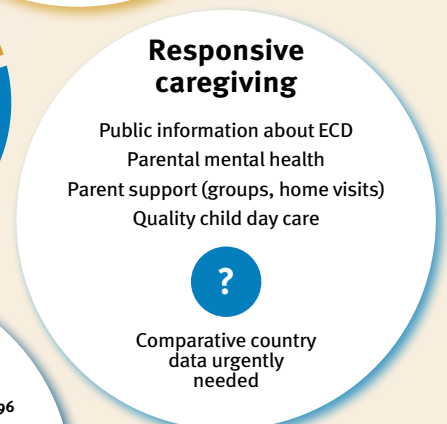 Responsive
caregiving
Public information about ECD
Parental mental health
Parent support (groups, home visits)
Quality child day care
?
Comparative country
data urgently
needed
96